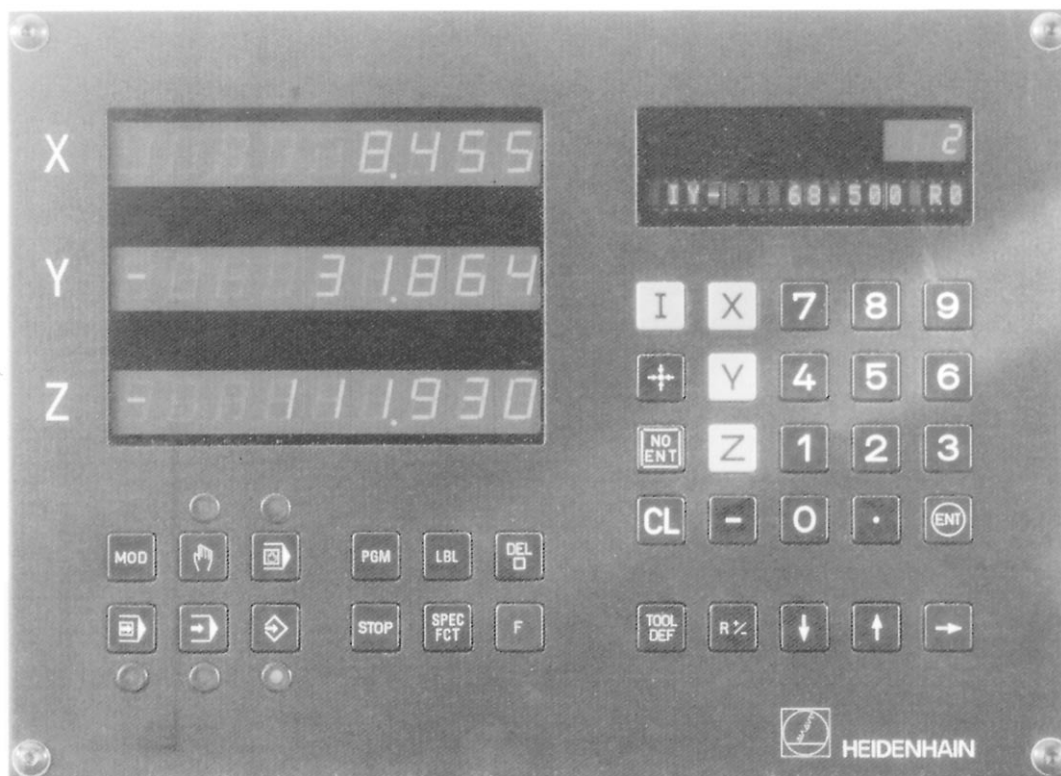 X 8.455
Y - 31.864
Z - 111.930
2
IY- 68.500 R0
I X 7 8 9
Y 4 5 6
NO ENT Z 1 2 3
CL - 0 . ENT
MOD PGM LBL DEL
STOP SPEC FCT F
TOOL DEF R +/-
HEIDENHAIN